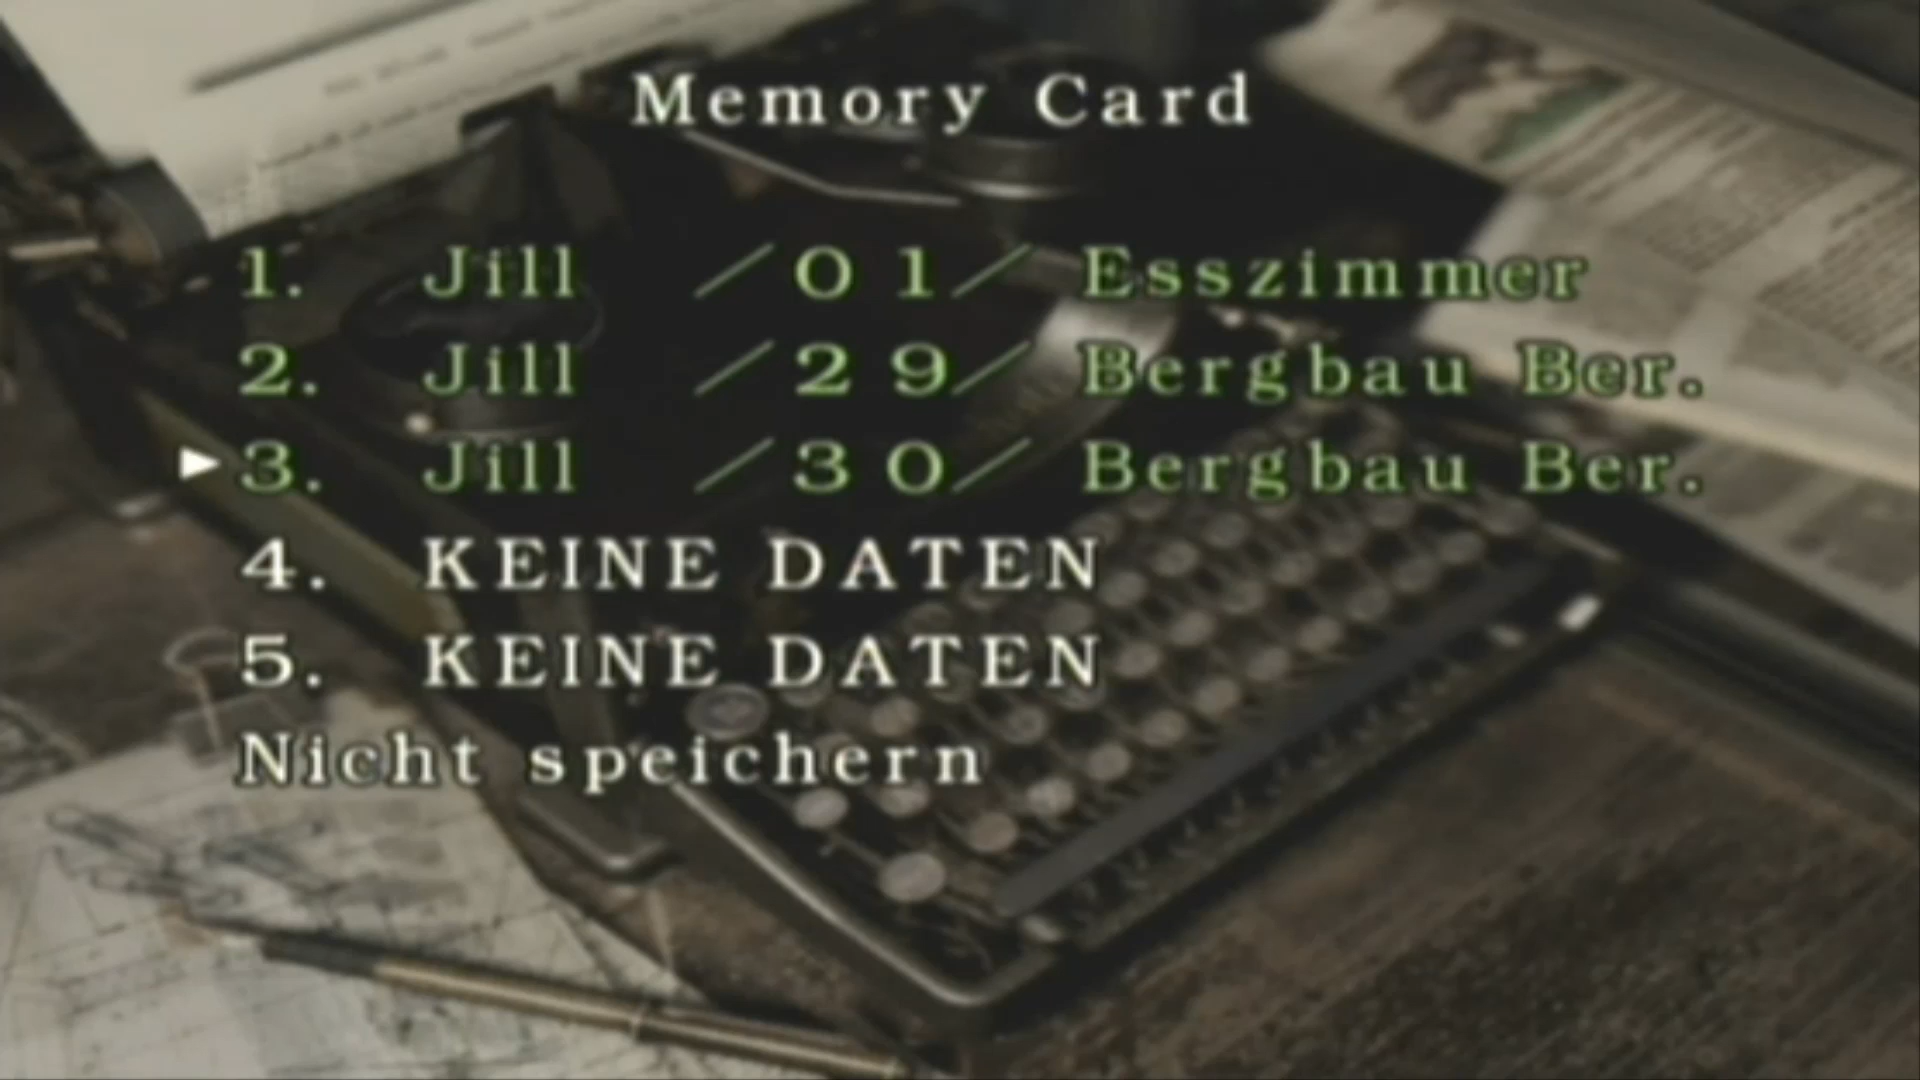 Memory Card
1. Jill / 01 / Esszimmer
2. Jill / 29 / Bergbau Ber.
3. Jill / 30 / Bergbau Ber.
4. KEINE DATEN
5. KEINE DATEN
Nicht speichern